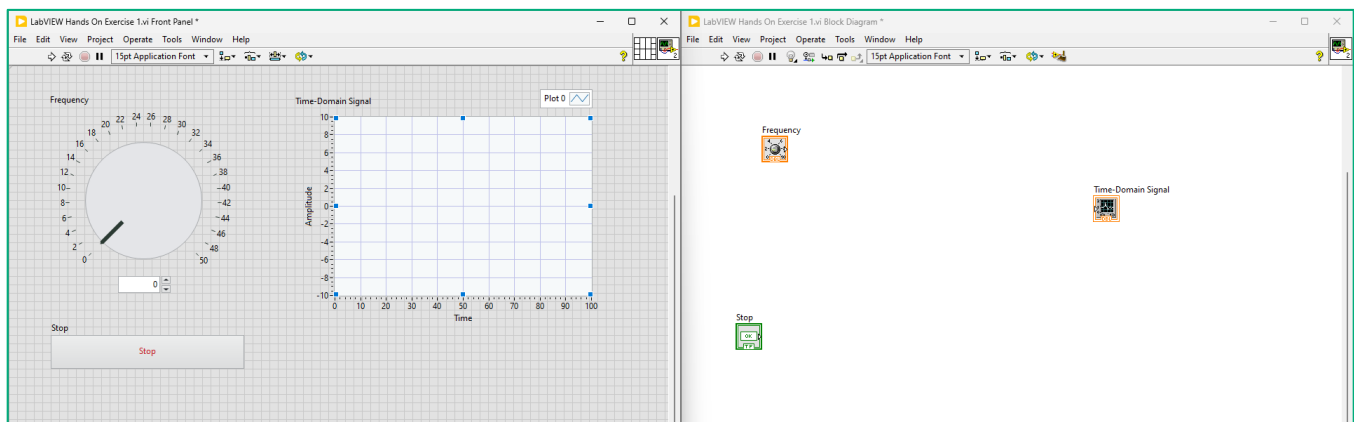 LabVIEW Hands On Exercise 1.vi Front Panel *
File Edit View Project Operate Tools Window Help
15pt Application Font
2
Frequency
0 2 4 6 8 10 12 14 16 18 20 22 24 26 28 30 32 34 36 38 40 42 44 46 48 50
0
Stop
Stop
Time-Domain Signal
Plot 0
Amplitude
10
8
6
4
2
0
-2
-4
-6
-8
-10
0 10 20 30 40 50 60 70 80 90 100
Time
LabVIEW Hands On Exercise 1.vi Block Diagram *
File Edit View Project Operate Tools Window Help
15pt Application Font
2
Frequency
Time-Domain Signal
Stop
OK
TF